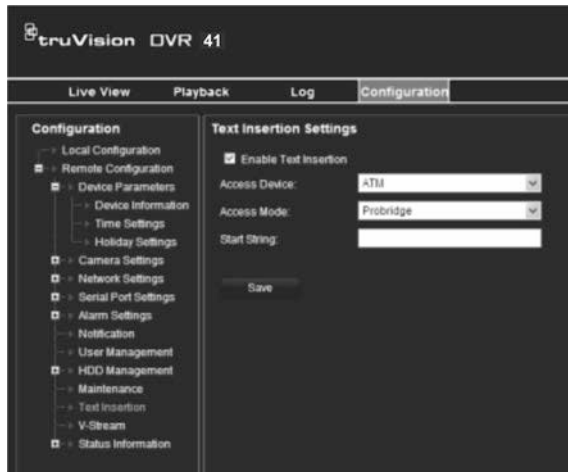 truVision DVR 41
Live View Playback Log Configuration
Configuration
Local Configuration
Remote Configuration
Device Parameters
Device Information
Time Settings
Holiday Settings
Camera Settings
Network Settings
Serial Port Settings
Alarm Settings
Notification
User Management
HDD Management
Maintenance
Text Insertion
V-Stream
Status Information
Text Insertion Settings
Enable Text Insertion
Access Device: ATM
Access Mode: Probridge
Start String:
Save